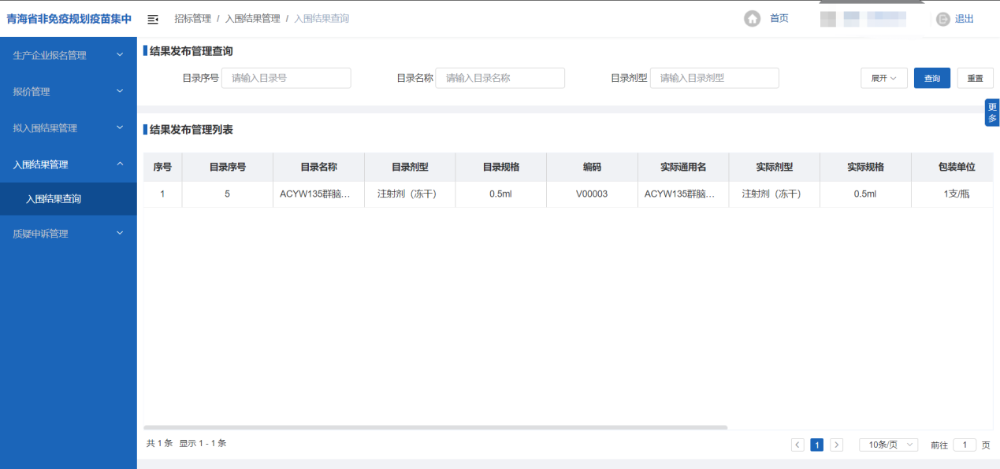 青海省非免疫规划疫苗集中
招标管理 / 入围结果管理 / 入围结果查询
首页
退出
生产企业报名管理
报价管理
拟入围结果管理
入围结果管理
入围结果查询
质疑申诉管理
结果发布管理查询
目录序号 请输入目录号 目录名称 请输入目录名称 目录剂型 请输入目录剂型 展开 查询 重置
更多
结果发布管理列表
序号 目录序号 目录名称 目录剂型 目录规格 编码 实际通用名 实际剂型 实际规格 包装单位
1 5 ACYW135群脑... 注射剂（冻干） 0.5ml V00003 ACYW135群脑... 注射剂（冻干） 0.5ml 1支/瓶
共 1 条 显示 1 - 1 条
1 10条/页 前往 1 页